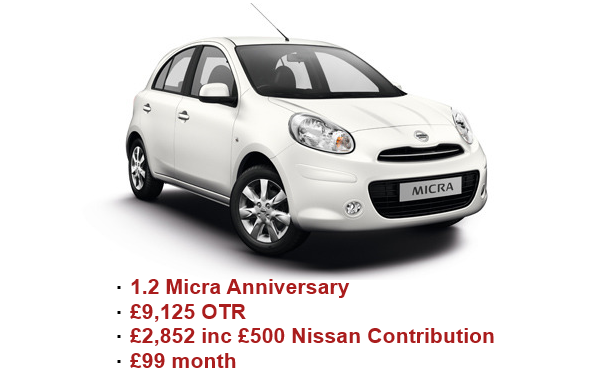 MICRA
· 1.2 Micra Anniversary
· £9,125 OTR
· £2,852 inc £500 Nissan Contribution
· £99 month